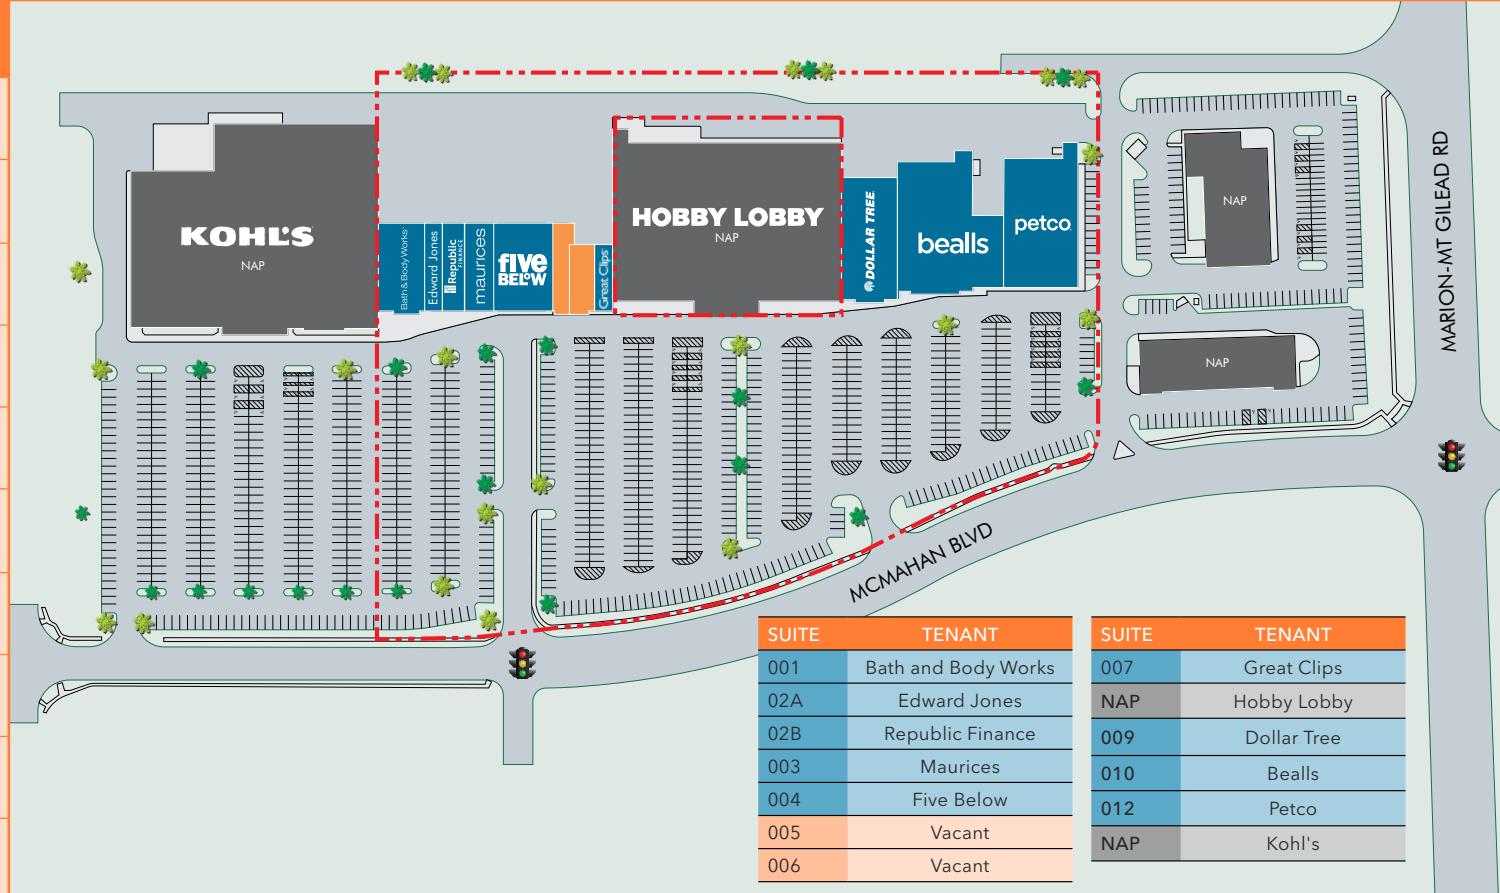 KOHL'S
NAP
Bath & Body Works
Edward Jones
Republic
FINANCE
maurices
five
BELOW
Great Clips
HOBBY LOBBY
NAP
DOLLAR TREE
bealls
petco
NAP
NAP
MARION-MT GILEAD RD
MCMAHAN BLVD
SUITE TENANT
001 Bath and Body Works
02A Edward Jones
02B Republic Finance
003 Maurices
004 Five Below
005 Vacant
006 Vacant
SUITE TENANT
007 Great Clips
NAP Hobby Lobby
009 Dollar Tree
010 Bealls
012 Petco
NAP Kohl's